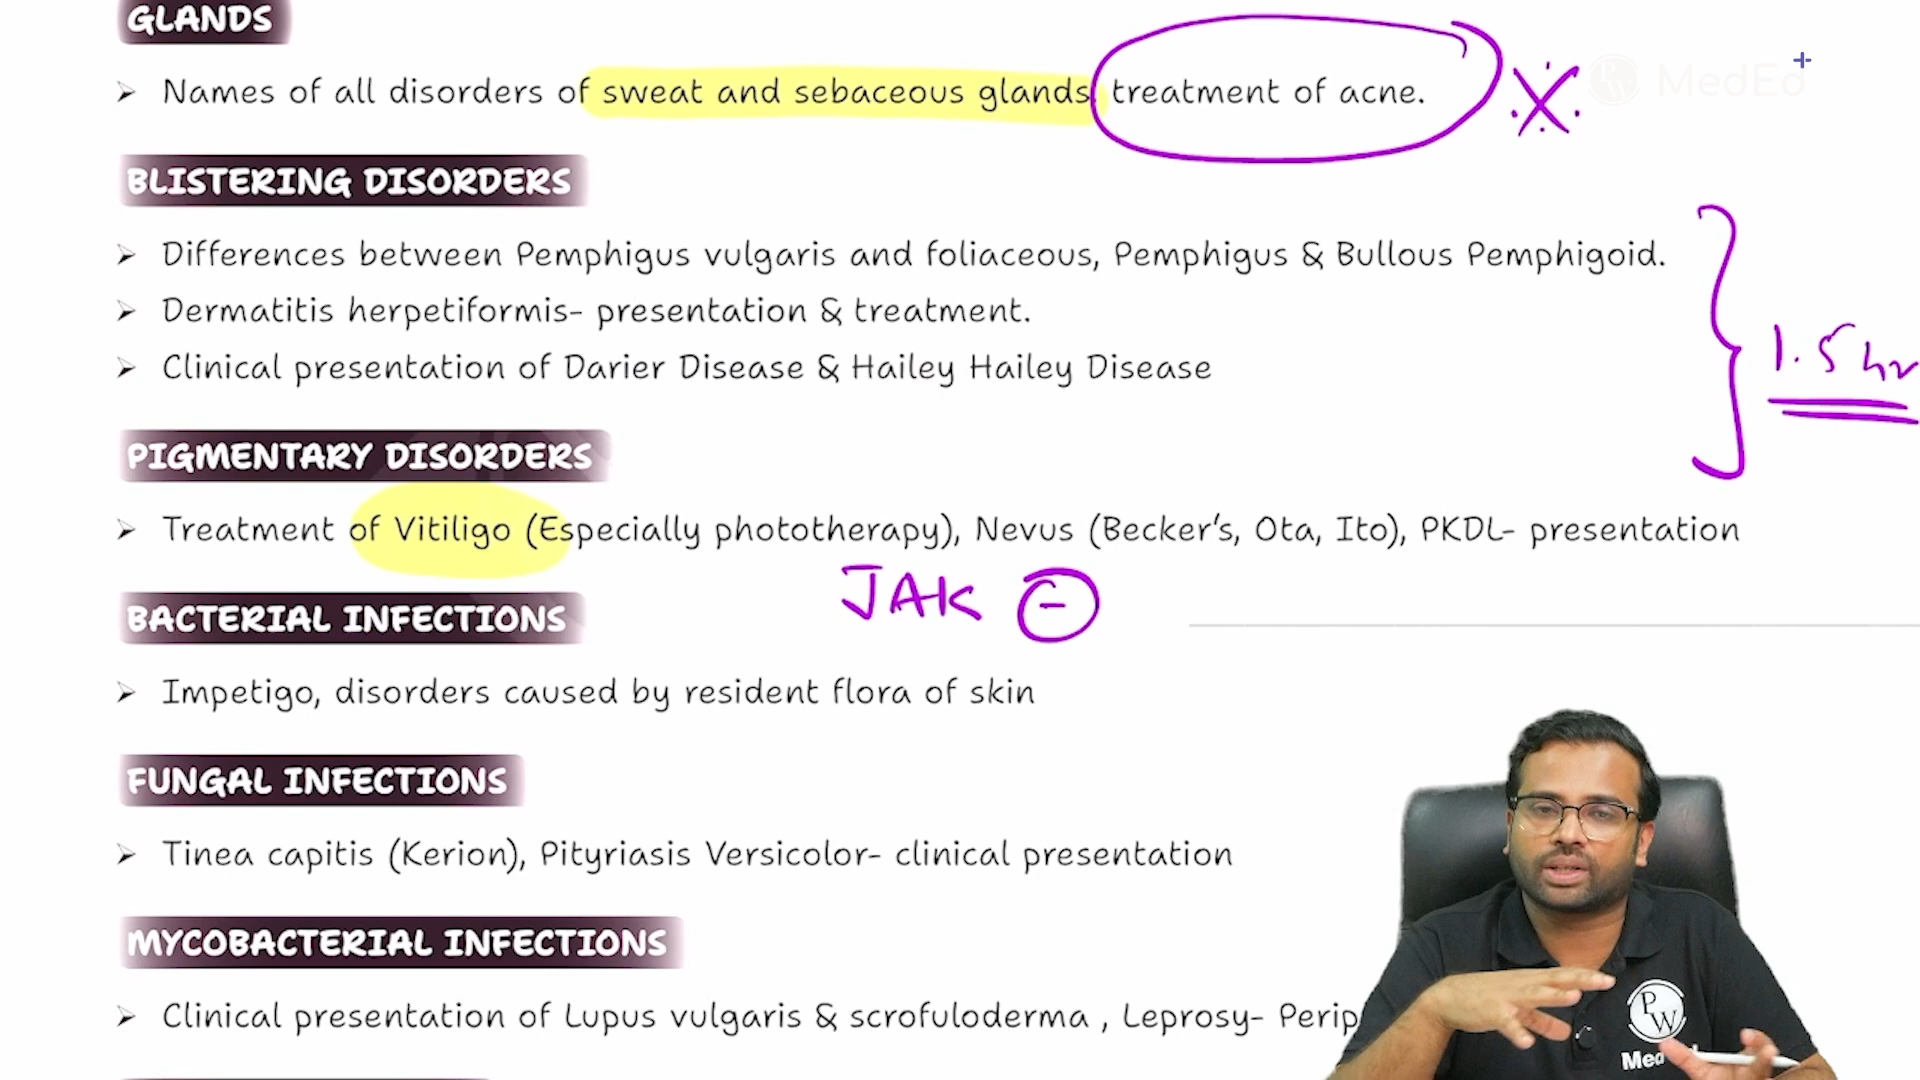 GLANDS
➢ Names of all disorders of sweat and sebaceous glands, treatment of acne.
PW MedEd
BLISTERING DISORDERS
➢ Differences between Pemphigus vulgaris and foliaceous, Pemphigus & Bullous Pemphigoid.
➢ Dermatitis herpetiformis- presentation & treatment.
➢ Clinical presentation of Darier Disease & Hailey Hailey Disease
1.5 hr
PIGMENTARY DISORDERS
➢ Treatment of Vitiligo (Especially phototherapy), Nevus (Becker's, Ota, Ito), PKDL- presentation
JAK -
BACTERIAL INFECTIONS
➢ Impetigo, disorders caused by resident flora of skin
FUNGAL INFECTIONS
➢ Tinea capitis (Kerion), Pityriasis Versicolor- clinical presentation
MYCOBACTERIAL INFECTIONS
➢ Clinical presentation of Lupus vulgaris & scrofuloderma , Leprosy- Perip
PW
Med